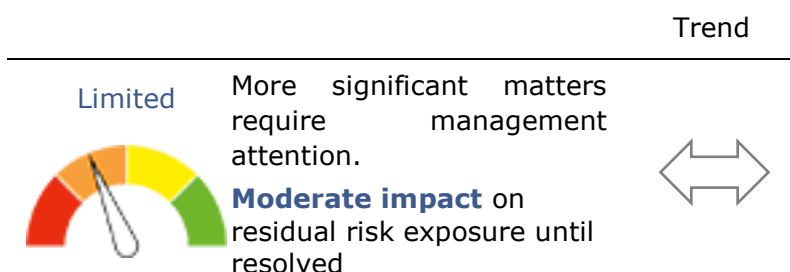 Trend
Limited
More significant matters
require management
attention.
Moderate impact on
residual risk exposure until
resolved